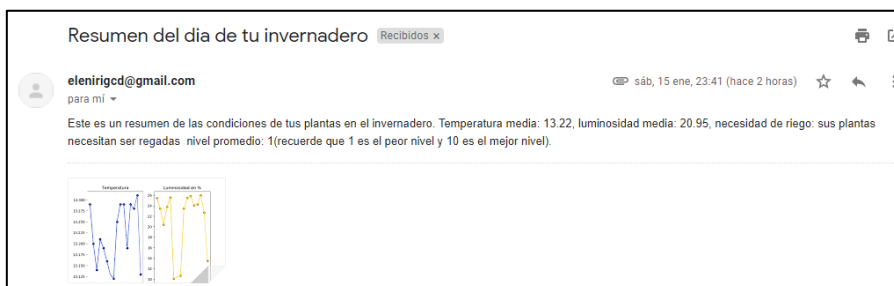 Resumen del dia de tu invernadero Recibidos x
elenirigcd@gmail.com sáb, 15 ene, 23:41 (hace 2 horas)
para mí
Este es un resumen de las condiciones de tus plantas en el invernadero. Temperatura media: 13.22, luminosidad media: 20.95, necesidad de riego: sus plantas
necesitan ser regadas nivel promedio: 1(recuerde que 1 es el peor nivel y 10 es el mejor nivel).
Temperatura Luminosidad en %